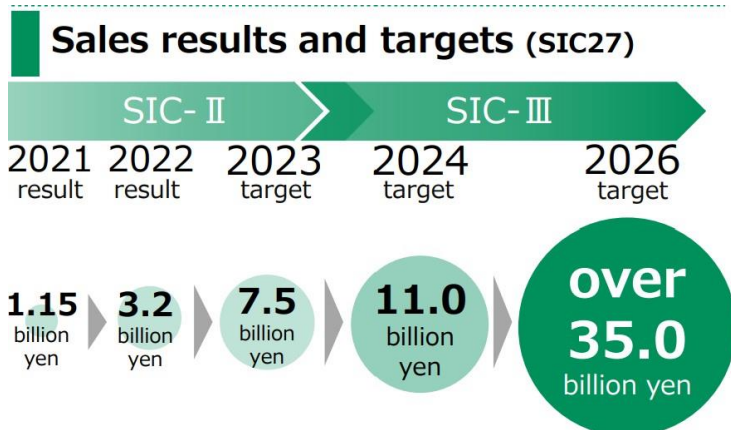 Sales results and targets (SIC27)
SIC-Ⅱ
SIC-Ⅲ
2021
result
2022
result
2023
target
2024
target
2026
target
1.15
billion
yen
3.2
billion
yen
7.5
billion
yen
11.0
billion
yen
over
35.0
billion yen